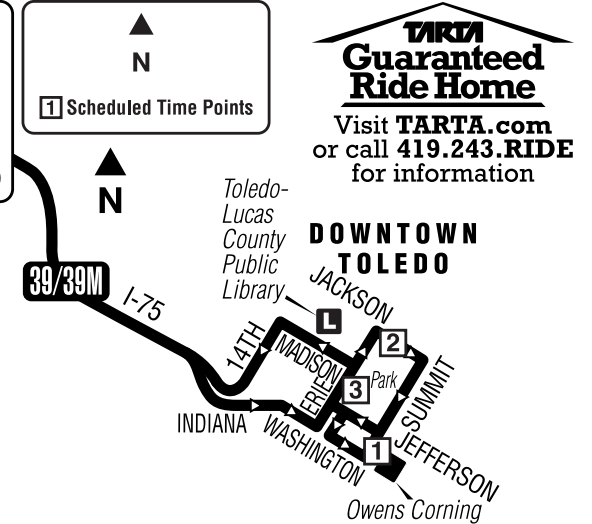 N
1 Scheduled Time Points
TARTA
Guaranteed
Ride Home
Visit TARTA.com
or call 419.243.RIDE
for information
N
Toledo-
Lucas
County
Public
Library
DOWNTOWN
TOLEDO
39/39M
I-75
L
JACKSON
14TH
MADISON
2
ERIE
3
Park
SUMMIT
INDIANA
WASHINGTON
1
JEFFERSON
Owens Corning